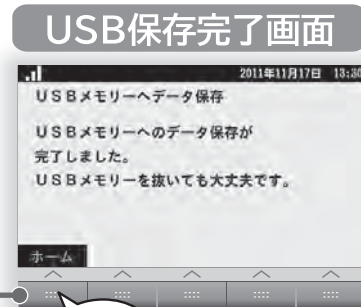 USB保存完了画面
2011年11月17日 13:30
USBメモリーへデータ保存
USBメモリーへのデータ保存が
完了しました。
USBメモリーを抜いても大丈夫です。
ホーム